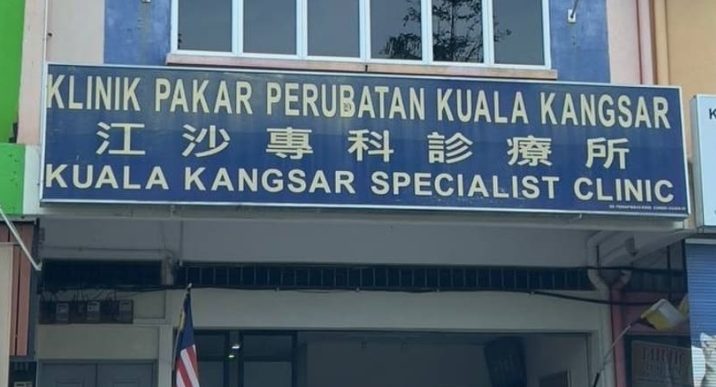 KLINIK PAKAR PERUBATAN KUALA KANGSAR
江沙專科診療所
KUALA KANGSAR SPECIALIST CLINIC
K